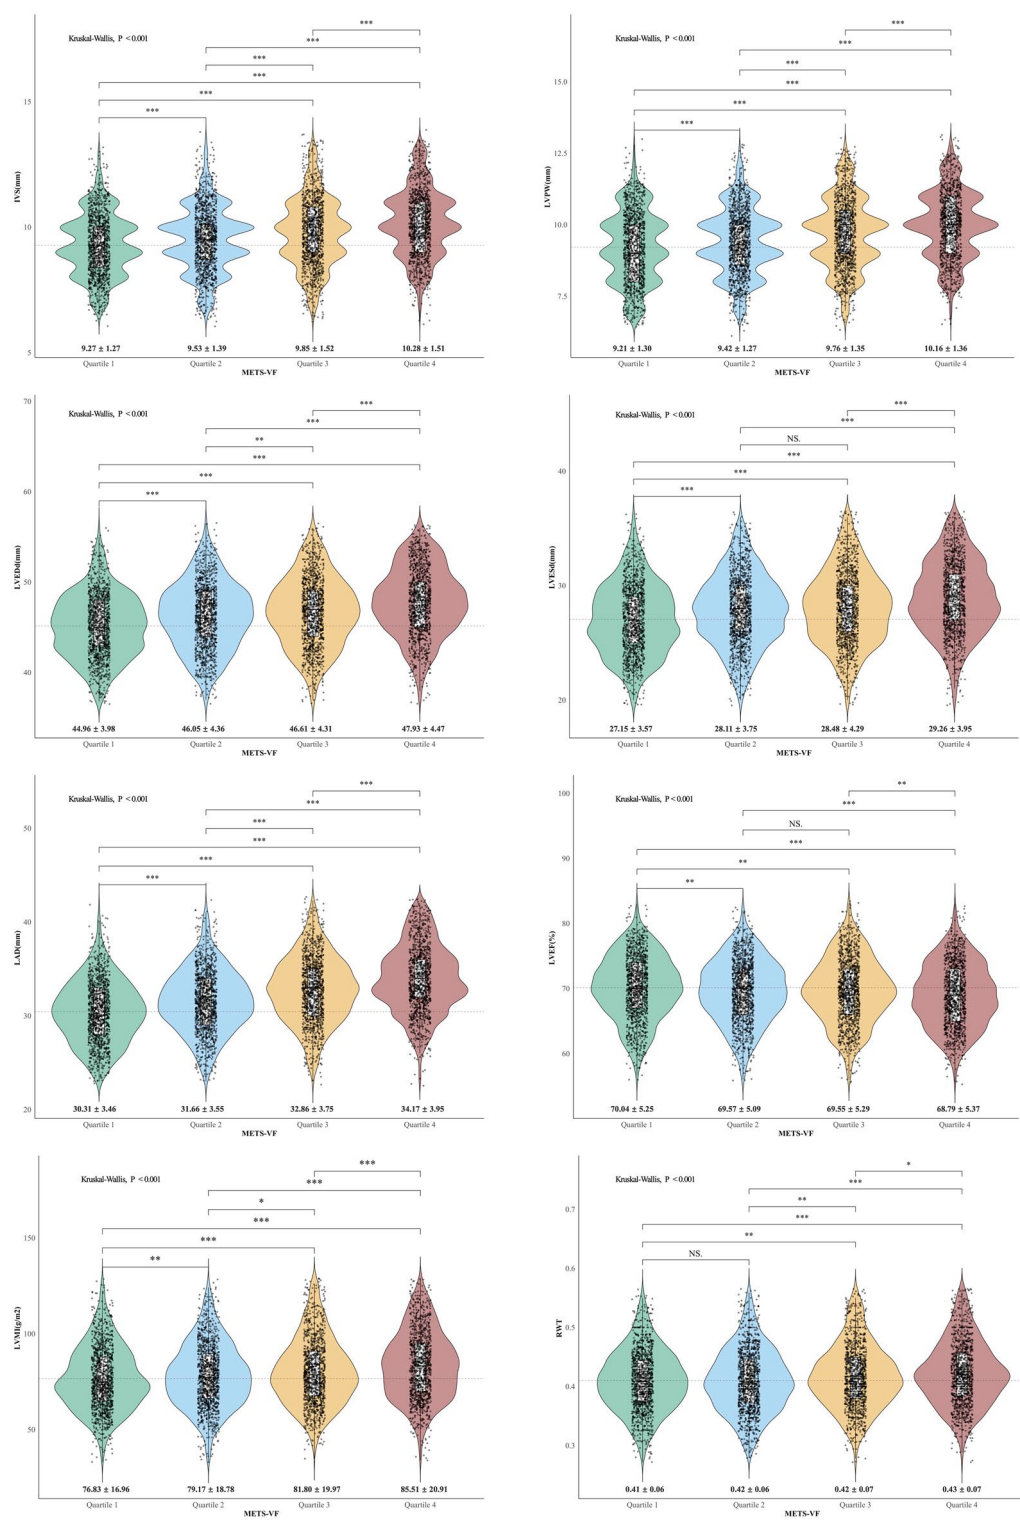 Kruskal-Wallis, P <0.001
***
***
***
***
***
***
IVS(mm)
15
10
5
9.27 ± 1.27 9.53 ± 1.39 9.85 ± 1.52 10.28 ± 1.51
Quartile 1 Quartile 2 Quartile 3 Quartile 4
METS-VF
Kruskal-Wallis, P <0.001
***
***
***
***
***
***
LVPW(mm)
15.0
12.5
10.0
7.5
9.21 ± 1.30 9.42 ± 1.27 9.76 ± 1.35 10.16 ± 1.36
Quartile 1 Quartile 2 Quartile 3 Quartile 4
METS-VF
Kruskal-Wallis, P <0.001
***
***
**
***
***
***
LVEDd(mm)
70
60
50
40
44.96 ± 3.98 46.05 ± 4.36 46.61 ± 4.31 47.93 ± 4.47
Quartile 1 Quartile 2 Quartile 3 Quartile 4
METS-VF
Kruskal-Wallis, P <0.001
***
***
NS.
***
***
***
LVESd(mm)
40
30
20
27.15 ± 3.57 28.11 ± 3.75 28.48 ± 4.29 29.26 ± 3.95
Quartile 1 Quartile 2 Quartile 3 Quartile 4
METS-VF
Kruskal-Wallis, P <0.001
***
***
***
***
***
***
LAD(mm)
50
40
30
20
30.31 ± 3.46 31.66 ± 3.55 32.86 ± 3.75 34.17 ± 3.95
Quartile 1 Quartile 2 Quartile 3 Quartile 4
METS-VF
Kruskal-Wallis, P <0.001
**
***
NS.
***
**
**
LVEF(%)
100
90
80
70
60
70.04 ± 5.25 69.57 ± 5.09 69.55 ± 5.29 68.79 ± 5.37
Quartile 1 Quartile 2 Quartile 3 Quartile 4
METS-VF
Kruskal-Wallis, P <0.001
***
***
*
***
***
**
LVMI(g/m2)
150
100
50
76.83 ± 16.96 79.17 ± 18.78 81.80 ± 19.97 85.51 ± 20.91
Quartile 1 Quartile 2 Quartile 3 Quartile 4
METS-VF
Kruskal-Wallis, P <0.001
*
***
**
***
**
NS.
RWT
0.7
0.6
0.5
0.4
0.3
0.41 ± 0.06 0.42 ± 0.06 0.42 ± 0.07 0.43 ± 0.07
Quartile 1 Quartile 2 Quartile 3 Quartile 4
METS-VF